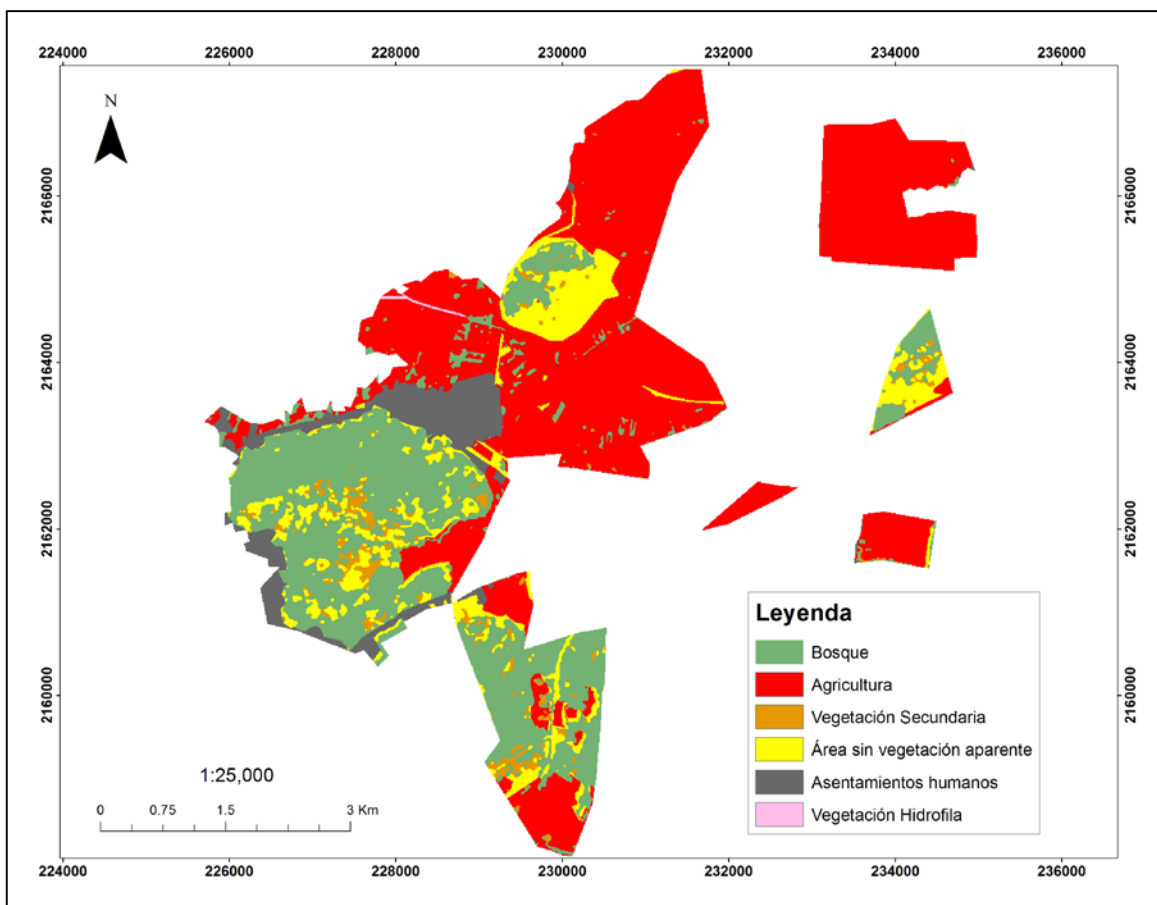 224000 226000 228000 230000 232000 234000 236000
N
2166000 2166000
2164000 2164000
2162000 2162000
Leyenda
Bosque
Agricultura
2160000 2160000
Vegetación Secundaria
Área sin vegetación aparente
1:25,000
Asentamientos humanos
0 0.75 1.5 3 Km
Vegetación Hidrofila
224000 226000 228000 230000 232000 234000 236000